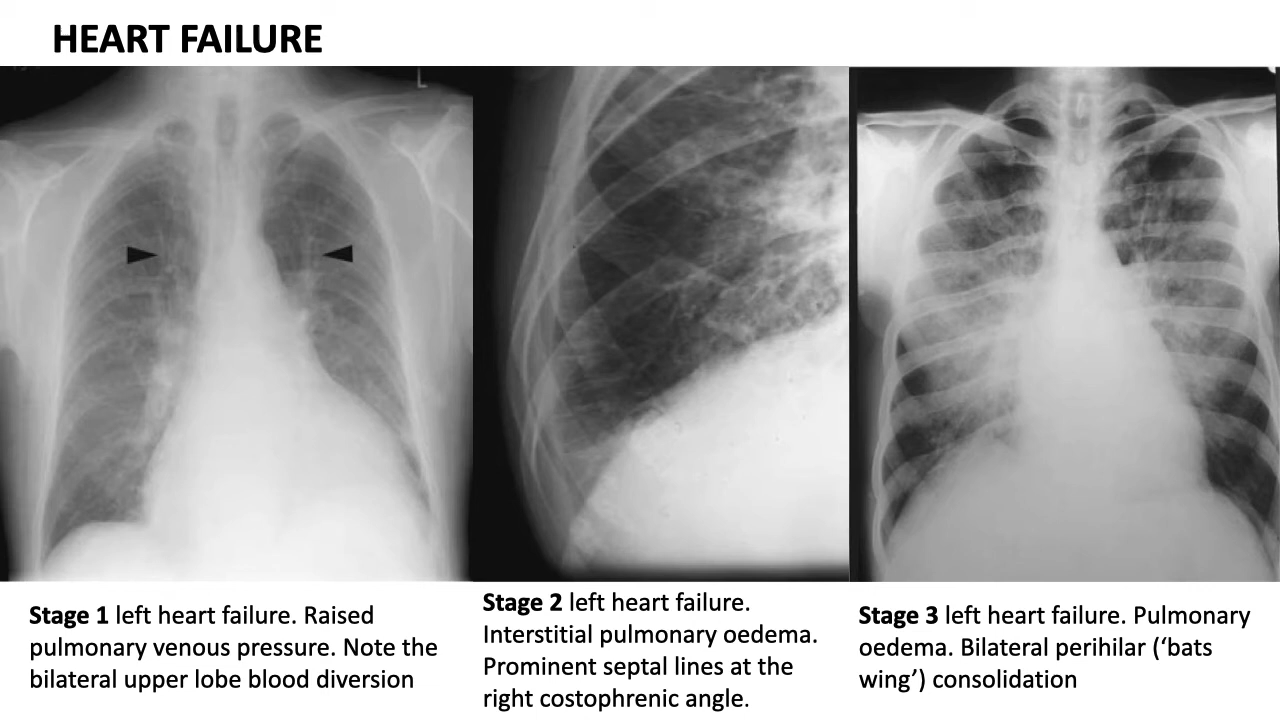 HEART FAILURE
L
Stage 1 left heart failure. Raised
pulmonary venous pressure. Note the
bilateral upper lobe blood diversion
Stage 2 left heart failure.
Interstitial pulmonary oedema.
Prominent septal lines at the
right costophrenic angle.
Stage 3 left heart failure. Pulmonary
oedema. Bilateral perihilar (‘bats
wing’) consolidation